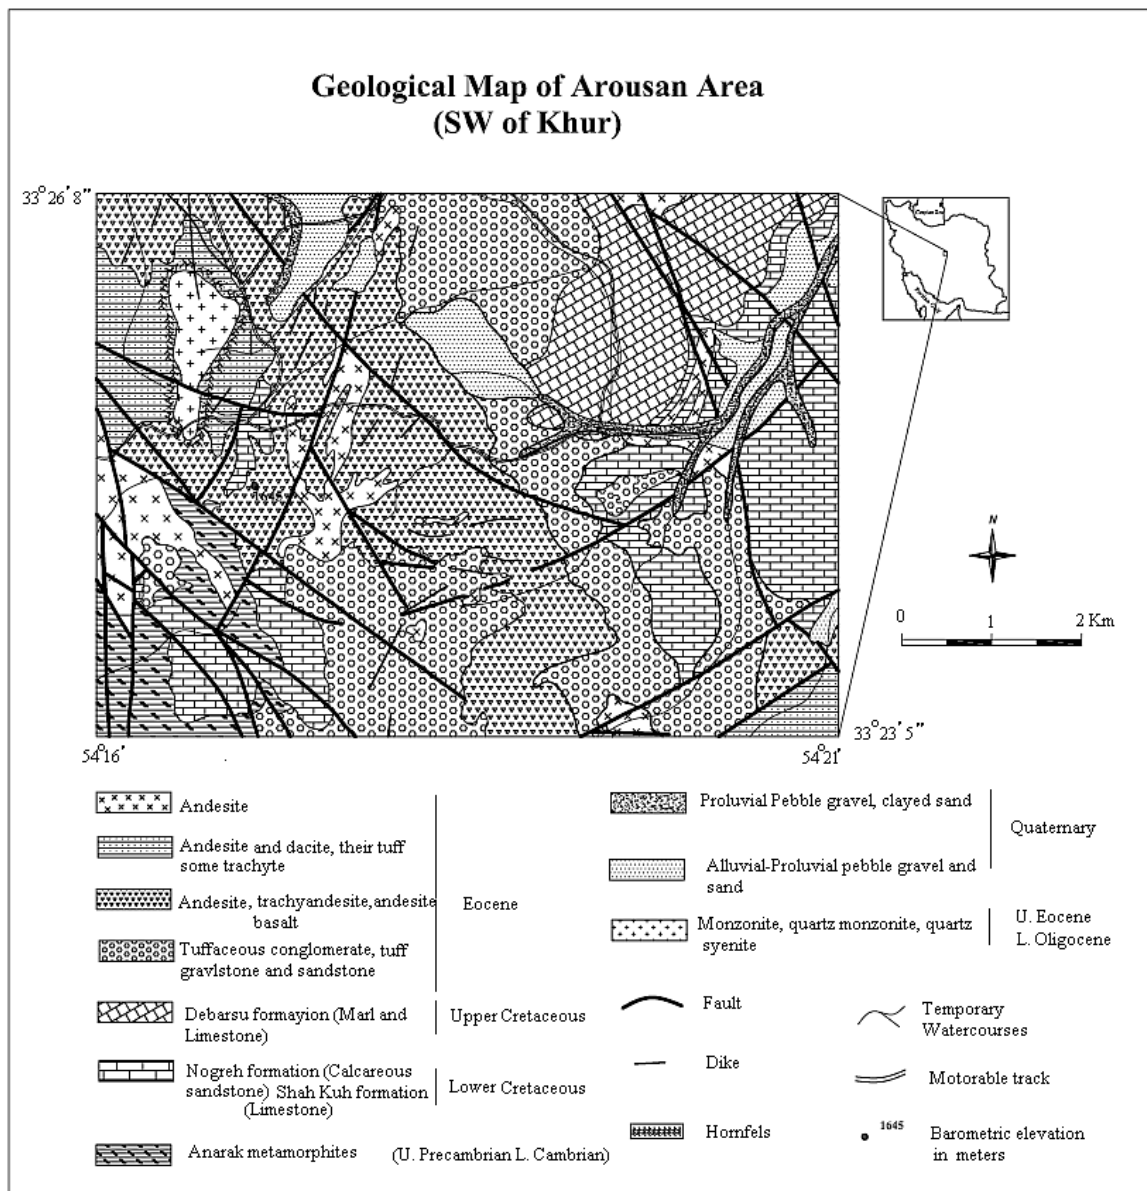 Geological Map of Arousan Area
(SW of Khur)
33° 26' 8"
1645
N
0 1 2 Km
33° 23' 5"
54° 16'
54° 21'
Andesite
Andesite and dacite, their tuff
some trachyte
Andesite, trachyandesite, andesite
basalt
Tuffaceous conglomerate, tuff
gravlstone and sandstone
Eocene
Debarsu formayion (Marl and
Limestone)
Upper Cretaceous
Nogreh formation (Calcareous
sandstone) Shah Kuh formation
(Limestone)
Lower Cretaceous
Anarak metamorphites (U. Precambrian L. Cambrian)
Proluvial Pebble gravel, clayed sand
Alluvial-Proluvial pebble gravel and
sand
Quaternary
Monzonite, quartz monzonite, quartz
syenite
U. Eocene
L. Oligocene
Fault
Dike
Hornfels
Temporary
Watercourses
Motorable track
1645
Barometric elevation
in meters